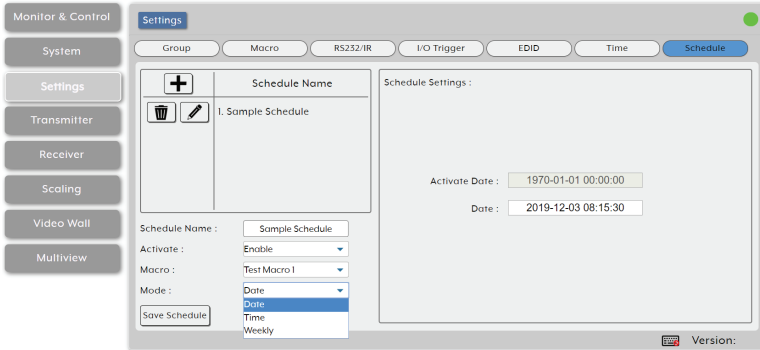 Monitor & Control
System
Settings
Transmitter
Receiver
Scaling
Video Wall
Multiview
Settings
Group
Macro
RS232/IR
I/O Trigger
EDID
Time
Schedule
Schedule Name
1. Sample Schedule
Schedule Name :
Sample Schedule
Activate :
Enable
Macro :
Test Macro 1
Mode :
Date
Date
Time
Weekly
Save Schedule
Schedule Settings :
Activate Date :
1970-01-01 00:00:00
Date :
2019-12-03 08:15:30
Version: